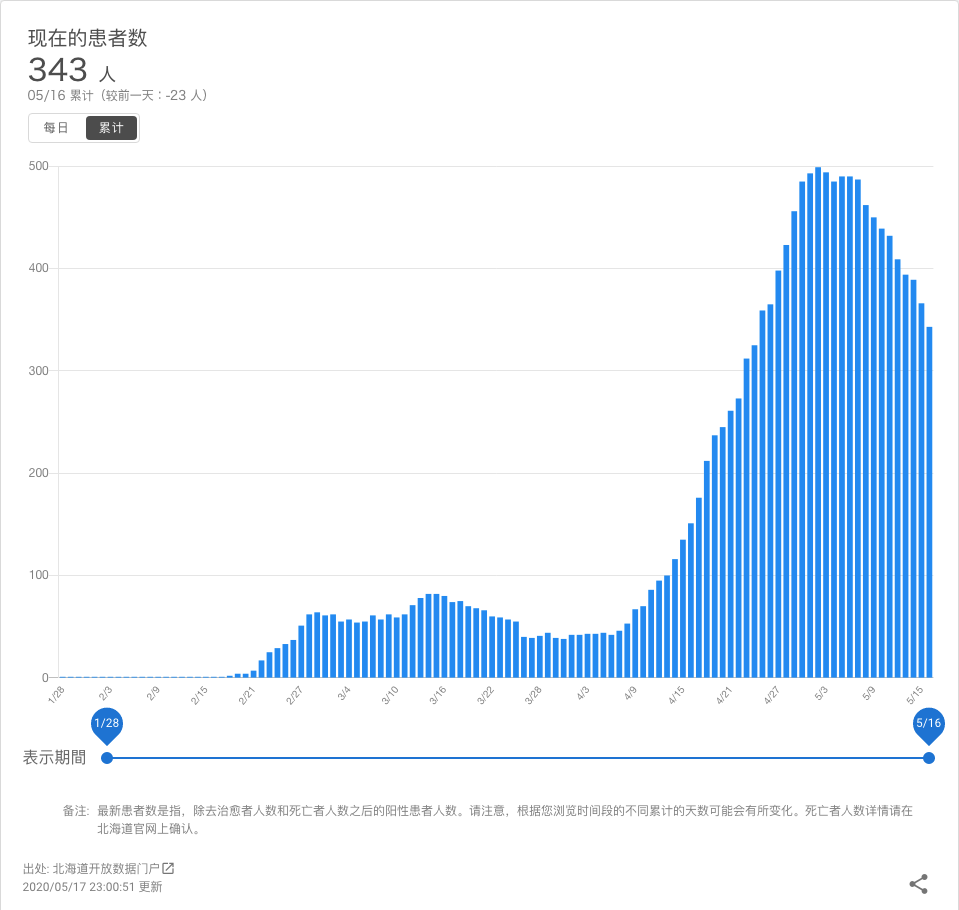 现在的患者数
343 人
05/16 累计（较前一天：-23 人）
每日 累计
500
400
300
200
100
0
1/28 2/3 2/9 2/15 2/21 2/27 3/4 3/10 3/16 3/22 3/28 4/3 4/9 4/15 4/21 4/27 5/3 5/9 5/15
1/28 5/16
表示期間
备注: 最新患者数是指，除去治愈者人数和死亡者人数之后的阳性患者人数。请注意，根据您浏览时间段的不同累计的天数可能会有所变化。死亡者人数详情请在
北海道官网上确认。
出处: 北海道开放数据门户
2020/05/17 23:00:51 更新